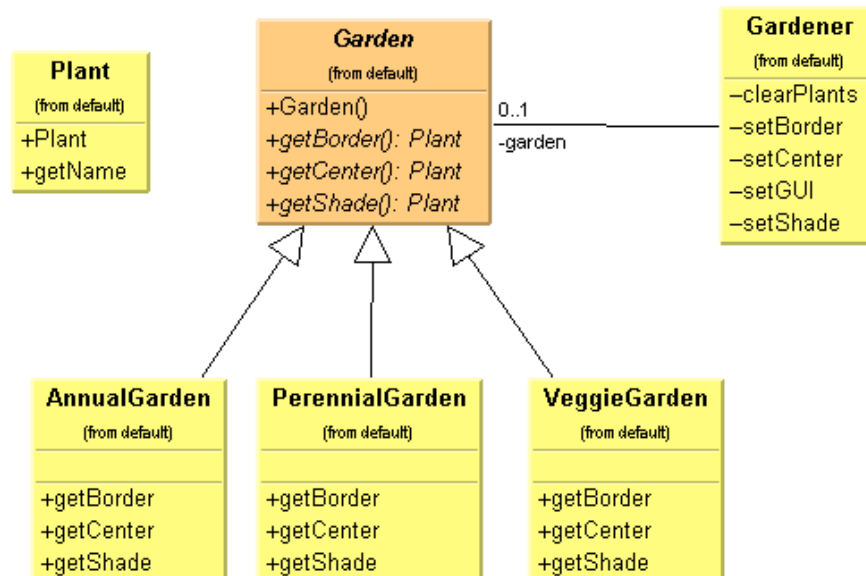 Plant
(from default)
+Plant
+getName
Garden
(from default)
+Garden()
+getBorder(): Plant
+getCenter(): Plant
+getShade(): Plant
0..1
-garden
Gardener
(from default)
–clearPlants
–setBorder
–setCenter
–setGUI
–setShade
AnnualGarden
(from default)
+getBorder
+getCenter
+getShade
PerennialGarden
(from default)
+getBorder
+getCenter
+getShade
VeggieGarden
(from default)
+getBorder
+getCenter
+getShade